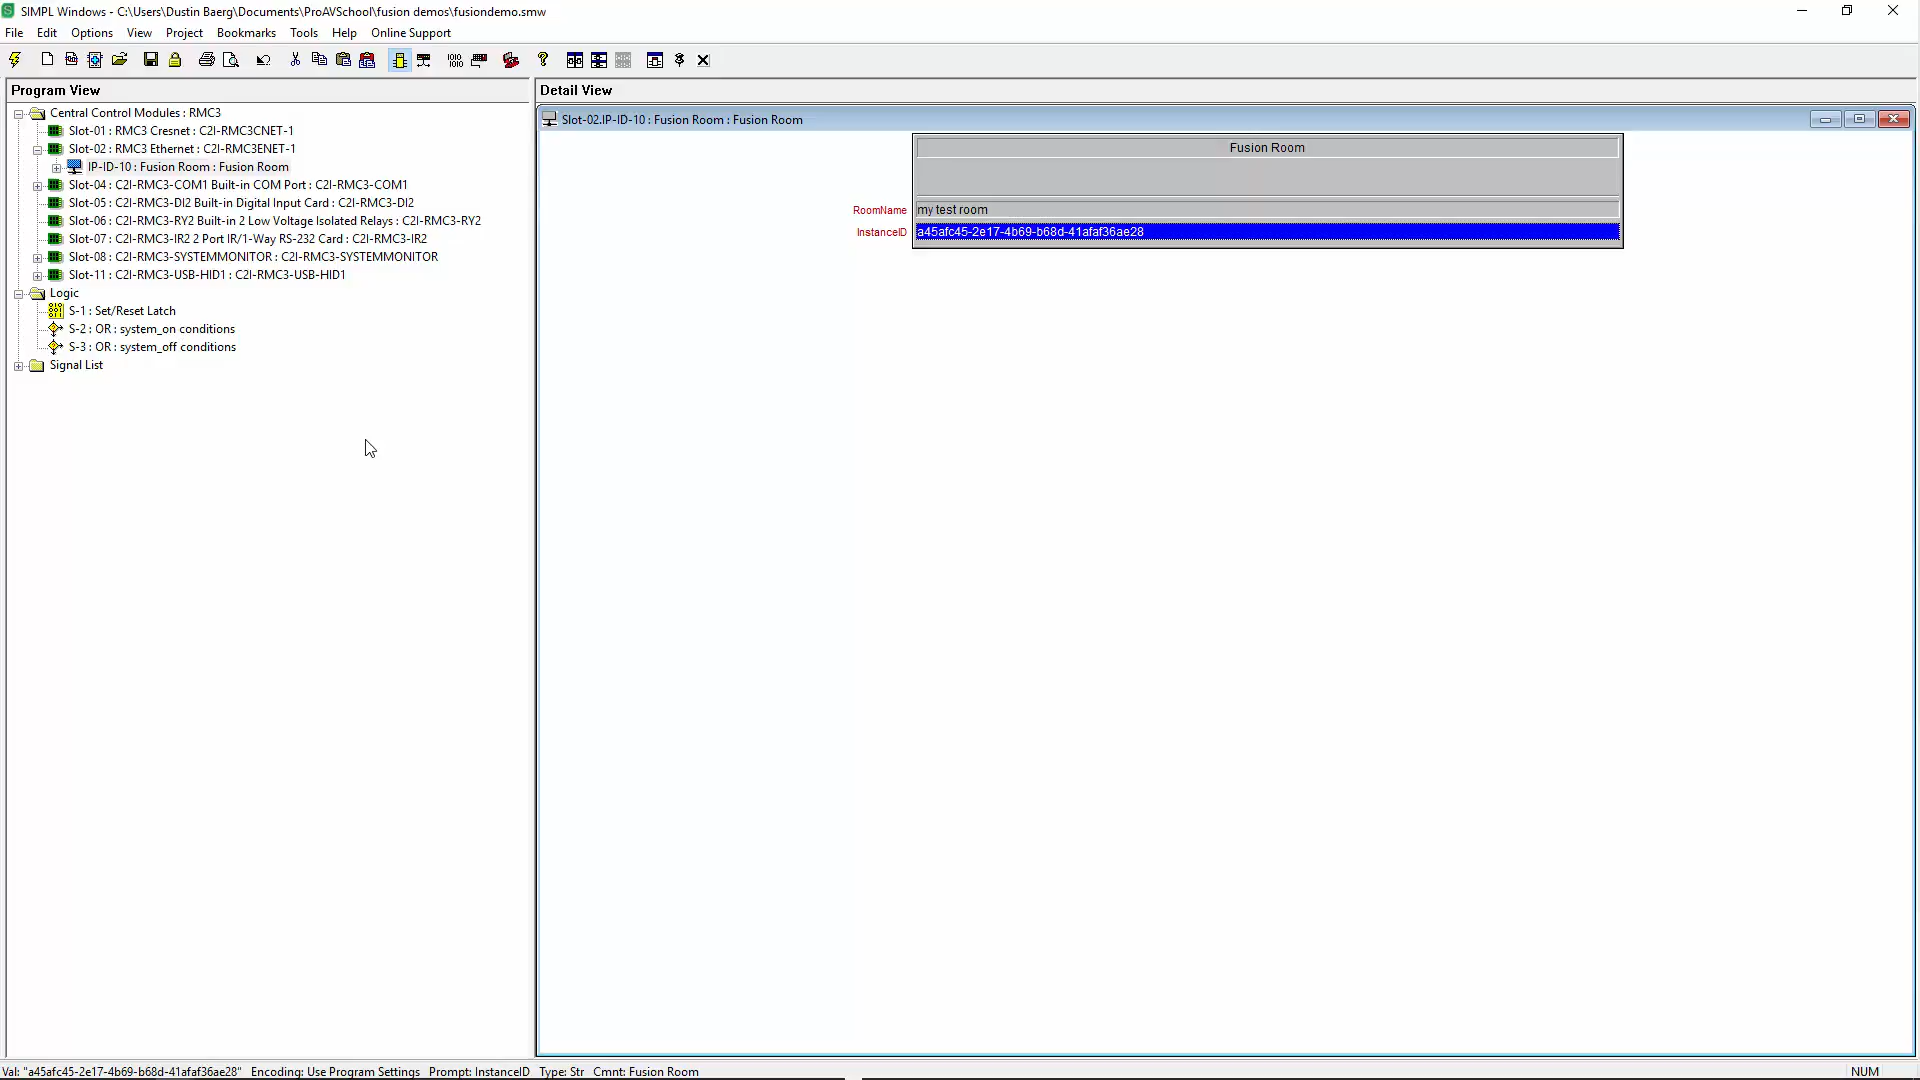 SIMPL Windows - C:\Users\Dustin Baerg\Documents\ProAVSchool\fusion demos\fusiondemo.smw
File Edit Options View Project Bookmarks Tools Help Online Support
Program View
Central Control Modules : RMC3
Slot-01 : RMC3 Cresnet : C2I-RMC3CNET-1
Slot-02 : RMC3 Ethernet : C2I-RMC3ENET-1
IP-ID-10 : Fusion Room : Fusion Room
Slot-04 : C2I-RMC3-COM1 Built-in COM Port : C2I-RMC3-COM1
Slot-05 : C2I-RMC3-DI2 Built-in Digital Input Card : C2I-RMC3-DI2
Slot-06 : C2I-RMC3-RY2 Built-in 2 Low Voltage Isolated Relays : C2I-RMC3-RY2
Slot-07 : C2I-RMC3-IR2 2 Port IR/1-Way RS-232 Card : C2I-RMC3-IR2
Slot-08 : C2I-RMC3-SYSTEMMONITOR : C2I-RMC3-SYSTEMMONITOR
Slot-11 : C2I-RMC3-USB-HID1 : C2I-RMC3-USB-HID1
Logic
S-1 : Set/Reset Latch
S-2 : OR : system_on conditions
S-3 : OR : system_off conditions
Signal List
Detail View
Slot-02.IP-ID-10 : Fusion Room : Fusion Room
Fusion Room
RoomName my test room
InstanceID a45afc45-2e17-4b69-b68d-41afaf36ae28
Val: "a45afc45-2e17-4b69-b68d-41afaf36ae28" Encoding: Use Program Settings Prompt: InstanceID Type: Str Cmnt: Fusion Room NUM